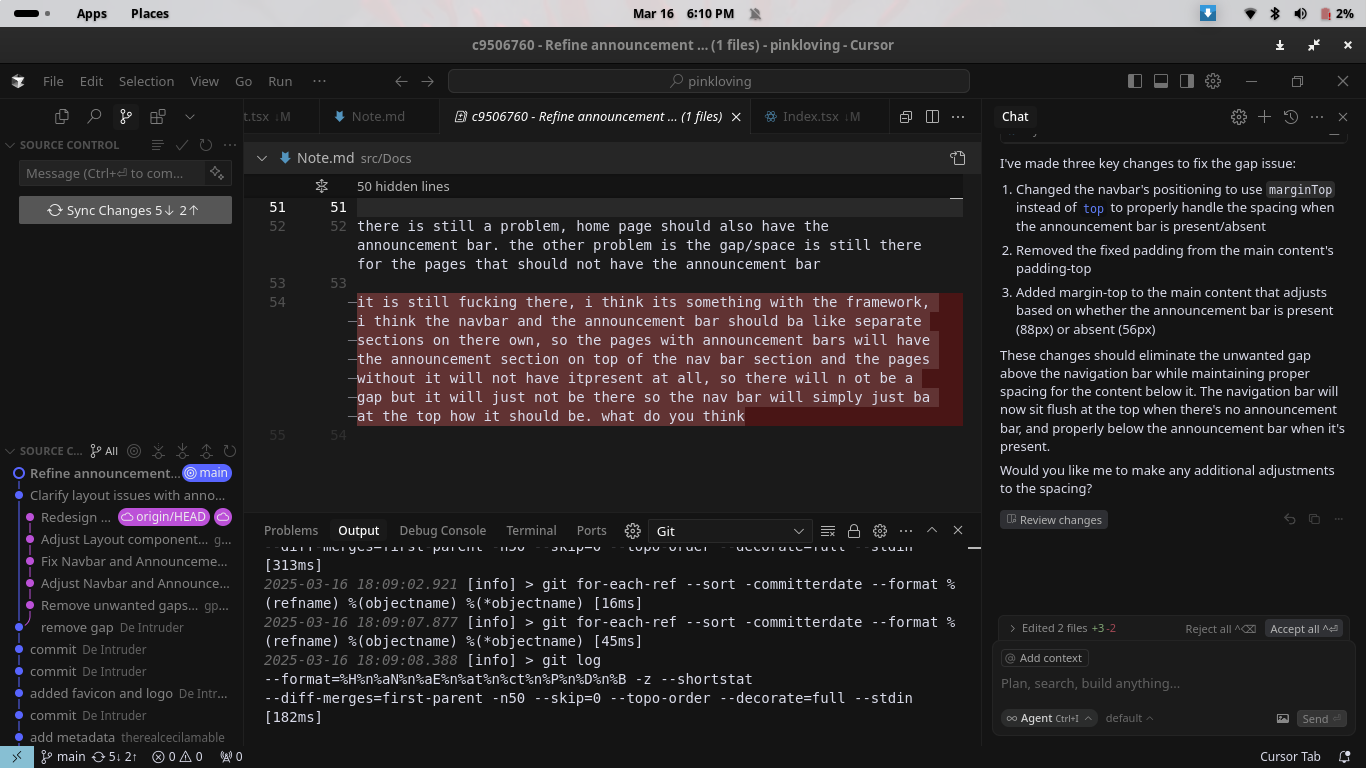 Apps Places Mar 16 6:10 PM 2%
c9506760 - Refine announcement ... (1 files) - pinkloving - Cursor
File Edit Selection View Go Run ··· pinkloving
t.tsx ↓M Note.md c9506760 - Refine announcement ... (1 files) Index.tsx ↓M
SOURCE CONTROL
Message (Ctrl+⏎ to com...
Sync Changes 5↓ 2↑
SOURCE C... All
Refine announcement... main
Clarify layout issues with anno...
Redesign ... origin/HEAD
Adjust Layout component... g...
Fix Navbar and Announceme...
Adjust Navbar and Announce...
Remove unwanted gaps... gp...
remove gap De Intruder
commit De Intruder
commit De Intruder
added favicon and logo De Intr...
commit De Intruder
add metadata therealcecilamable
Note.md src/Docs
50 hidden lines
51 51
52 52 there is still a problem, home page should also have the
announcement bar. the other problem is the gap/space is still there
for the pages that should not have the announcement bar
53 53
54 —it is still fucking there, i think its something with the framework,
—i think the navbar and the announcement bar should ba like separate
—sections on there own, so the pages with announcement bars will have
—the announcement section on top of the nav bar section and the pages
—without it will not have itpresent at all, so there will n ot be a
—gap but it will just not be there so the nav bar will simply just ba
—at the top how it should be. what do you think
55 54
Problems Output Debug Console Terminal Ports Git
--diff-merges=first-parent -n50 --skip=0 --topo-order --decorate=full --stdin
[313ms]
2025-03-16 18:09:02.921 [info] > git for-each-ref --sort -committerdate --format %
(refname) %(objectname) %(*objectname) [16ms]
2025-03-16 18:09:07.877 [info] > git for-each-ref --sort -committerdate --format %
(refname) %(objectname) %(*objectname) [45ms]
2025-03-16 18:09:08.388 [info] > git log
--format=%H%n%aN%n%aE%n%at%n%ct%n%P%n%D%n%B -z --shortstat
--diff-merges=first-parent -n50 --skip=0 --topo-order --decorate=full --stdin
[182ms]
Chat
I've made three key changes to fix the gap issue:
1. Changed the navbar's positioning to use marginTop
instead of top to properly handle the spacing when
the announcement bar is present/absent
2. Removed the fixed padding from the main content's
padding-top
3. Added margin-top to the main content that adjusts
based on whether the announcement bar is present
(88px) or absent (56px)
These changes should eliminate the unwanted gap
above the navigation bar while maintaining proper
spacing for the content below it. The navigation bar will
now sit flush at the top when there's no announcement
bar, and properly below the announcement bar when it's
present.
Would you like me to make any additional adjustments
to the spacing?
Review changes
Edited 2 files +3 -2 Reject all ^⌫ Accept all ^⏎
@ Add context
Plan, search, build anything...
∞ Agent Ctrl+I default Send ⏎
main 5↓ 2↑ 0 0 0 Cursor Tab